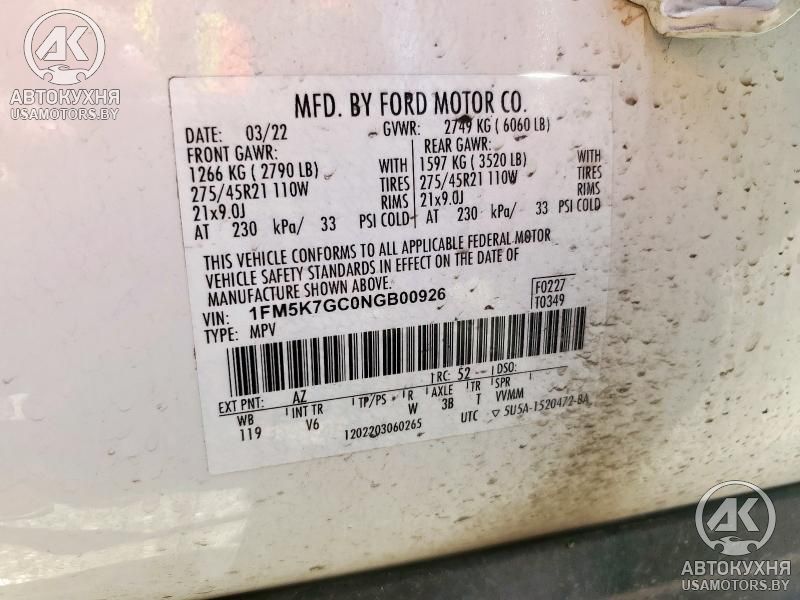 AK
АВТОКУХНЯ
USAMOTORS.BY
MFD. BY FORD MOTOR CO.
DATE: 03/22 GVWR: 2749 KG ( 6060 LB)
FRONT GAWR: REAR GAWR:
1266 KG ( 2790 LB) WITH 1597 KG ( 3520 LB) WITH
275/45R21 110W TIRES 275/45R21 110W TIRES
21x9.0J RIMS 21x9.0J RIMS
AT 230 kPa/ 33 PSI COLD AT 230 kPa/ 33 PSI COLD
THIS VEHICLE CONFORMS TO ALL APPLICABLE FEDERAL MOTOR
VEHICLE SAFETY STANDARDS IN EFFECT ON THE DATE OF
MANUFACTURE SHOWN ABOVE.
VIN: 1FM5K7GC0NGB00926 F0227
TYPE: MPV T0349
EXT PNT: AZ RC: 52 DSO:
WB INT TR TP/PS R AXLE TR SPR
119 V6 W 3B T VVMM
1202203060265 UTC ▽ 5U5A-1520472-BA
AK
АВТОКУХНЯ
USAMOTORS.BY